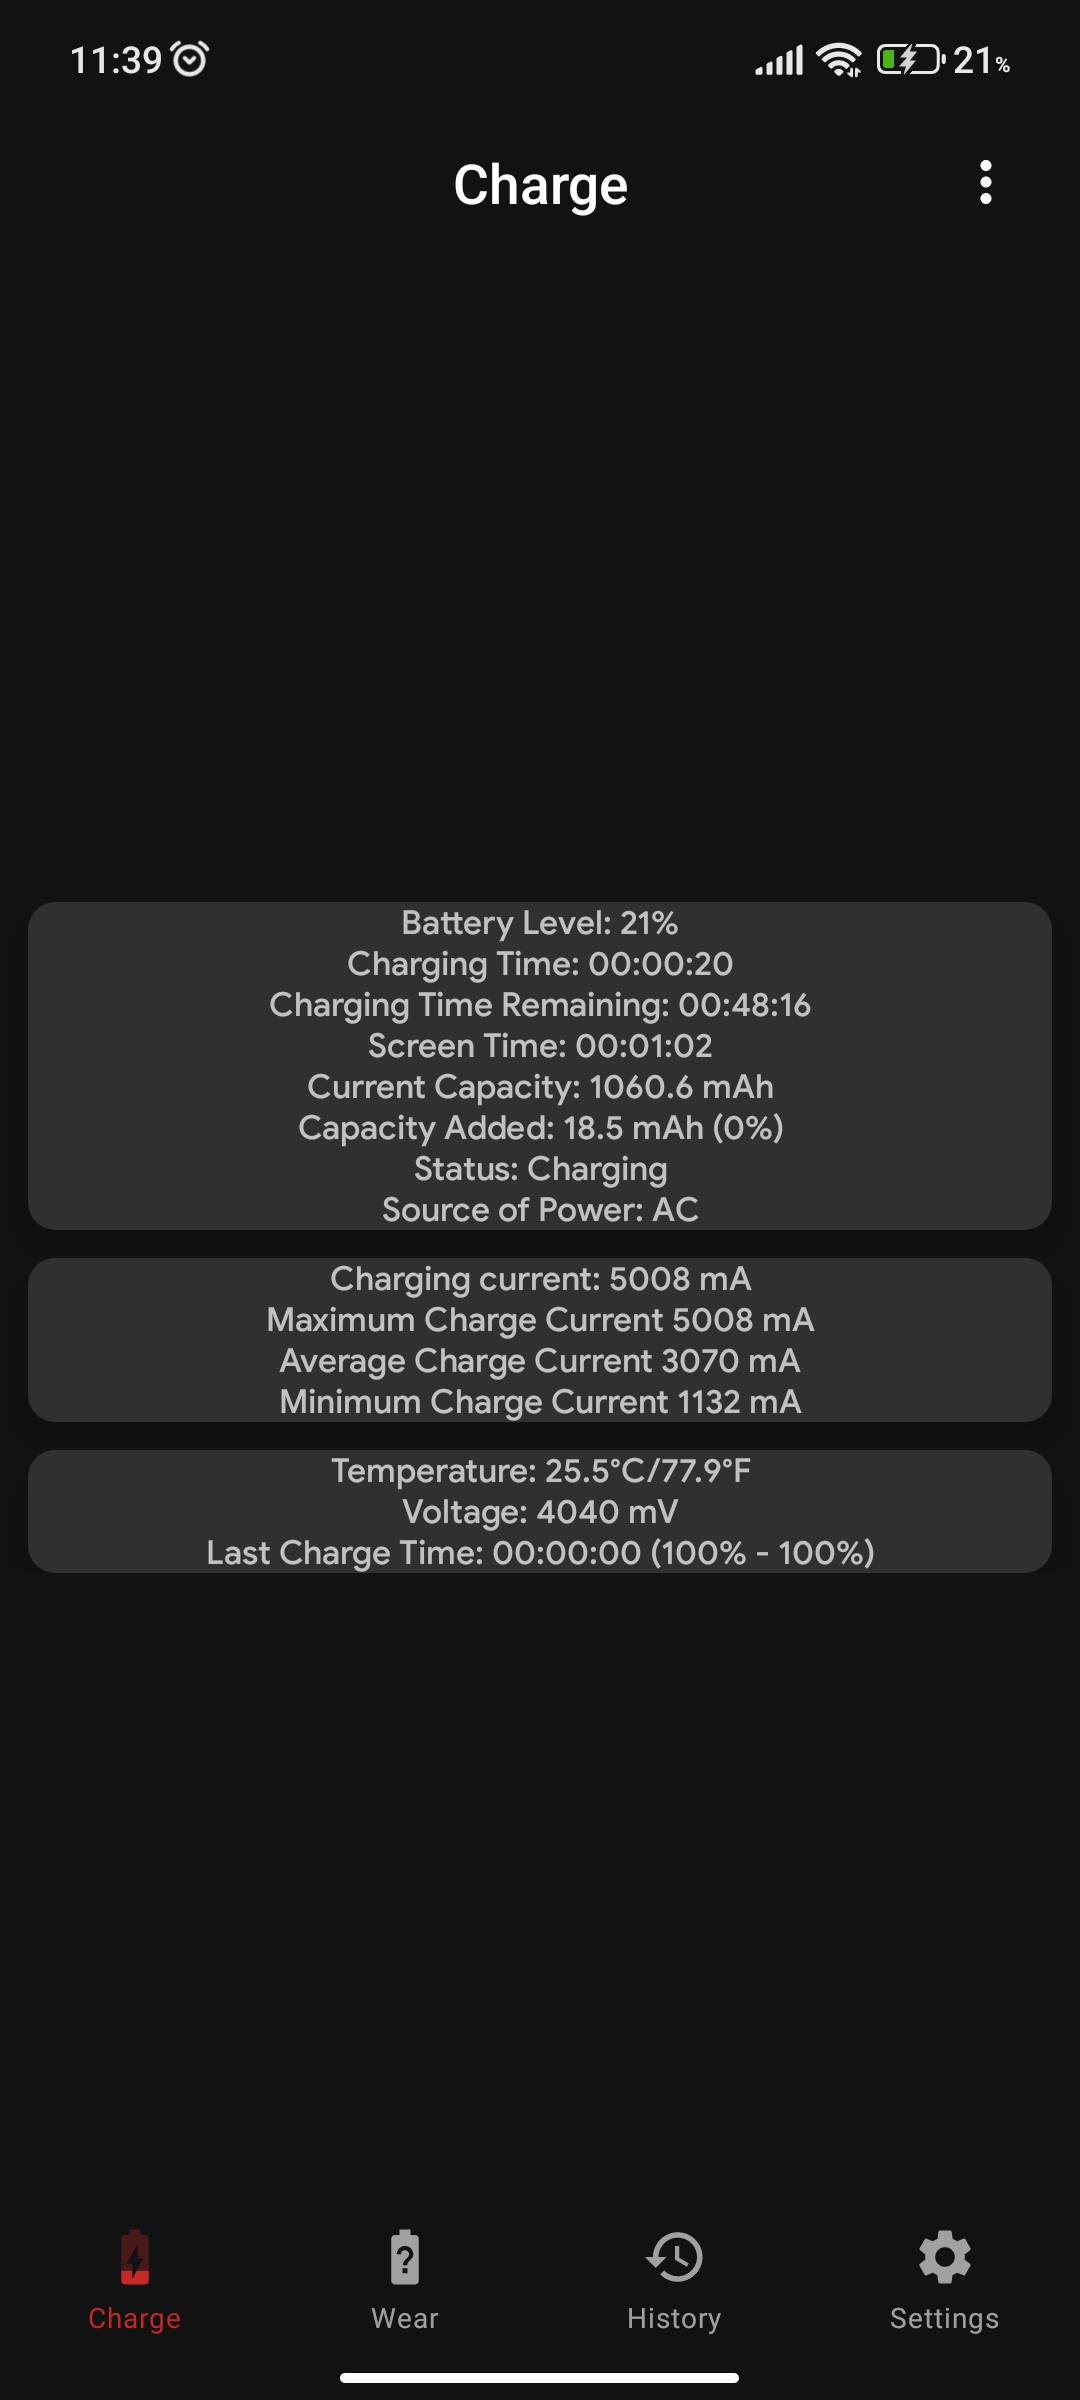 11:39 21%
Charge
Battery Level: 21%
Charging Time: 00:00:20
Charging Time Remaining: 00:48:16
Screen Time: 00:01:02
Current Capacity: 1060.6 mAh
Capacity Added: 18.5 mAh (0%)
Status: Charging
Source of Power: AC
Charging current: 5008 mA
Maximum Charge Current 5008 mA
Average Charge Current 3070 mA
Minimum Charge Current 1132 mA
Temperature: 25.5°C/77.9°F
Voltage: 4040 mV
Last Charge Time: 00:00:00 (100% - 100%)
Charge Wear History Settings